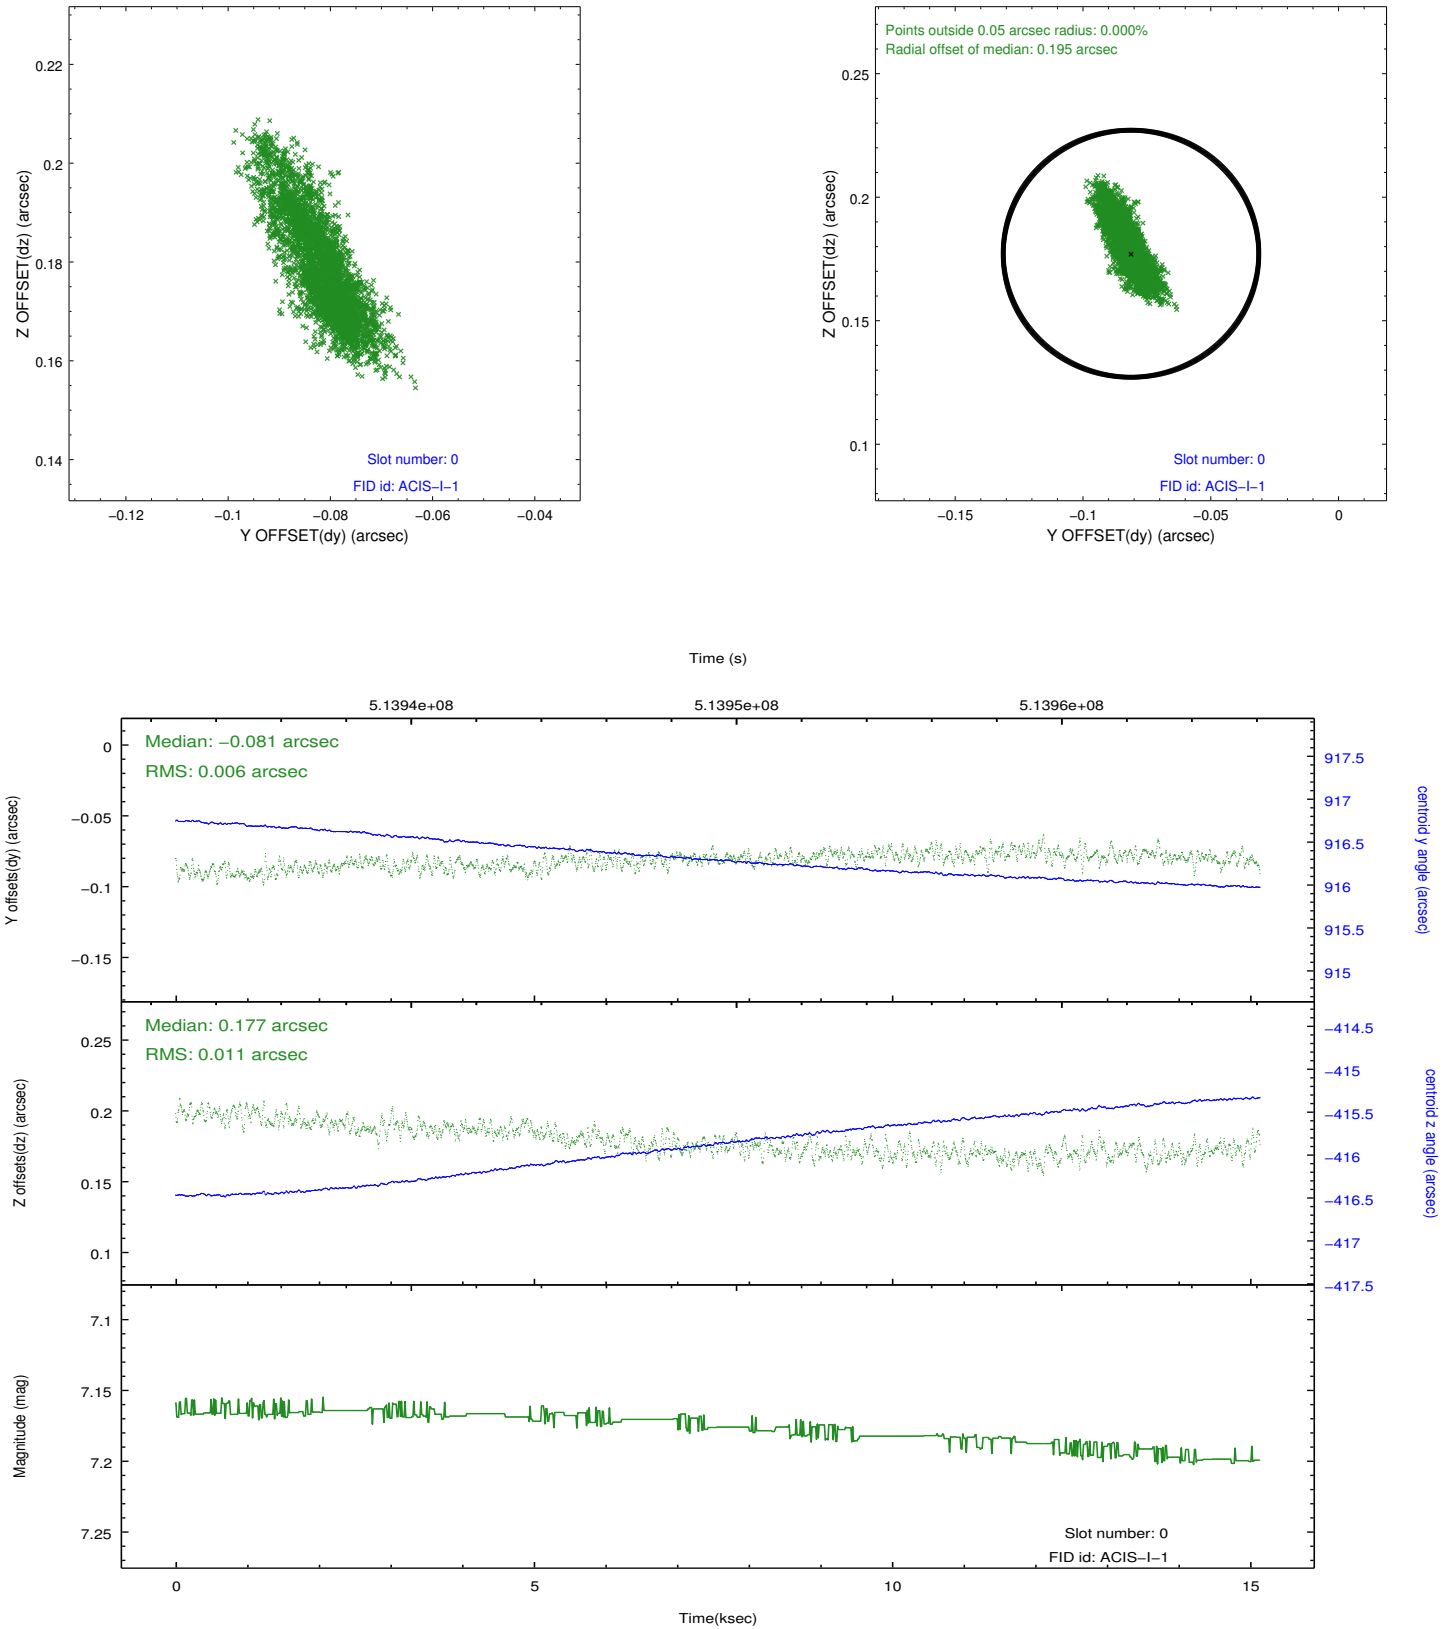 0.22
0.2
0.18
0.16
0.14
Z OFFSET(dz) (arcsec)
Slot number: 0
FID id: ACIS−I−1
−0.12
−0.1
−0.08
−0.06
−0.04
Y OFFSET(dy) (arcsec)
Points outside 0.05 arcsec radius: 0.000%
Radial offset of median: 0.195 arcsec
0.25
0.2
0.15
0.1
Z OFFSET(dz) (arcsec)
Slot number: 0
FID id: ACIS−I−1
−0.15
−0.1
−0.05
0
Y OFFSET(dy) (arcsec)
Time (s)
5.1394e+08
5.1395e+08
5.1396e+08
Median: −0.081 arcsec
RMS: 0.006 arcsec
0
−0.05
−0.1
−0.15
Y offsets(dy) (arcsec)
917.5
917
916.5
916
915.5
915
centroid y angle (arcsec)
Median: 0.177 arcsec
RMS: 0.011 arcsec
0.25
0.2
0.15
0.1
Z offsets(dz) (arcsec)
−414.5
−415
−415.5
−416
−416.5
−417
−417.5
centroid z angle (arcsec)
7.1
7.15
7.2
7.25
Magnitude (mag)
Slot number: 0
FID id: ACIS−I−1
0
5
10
15
Time(ksec)